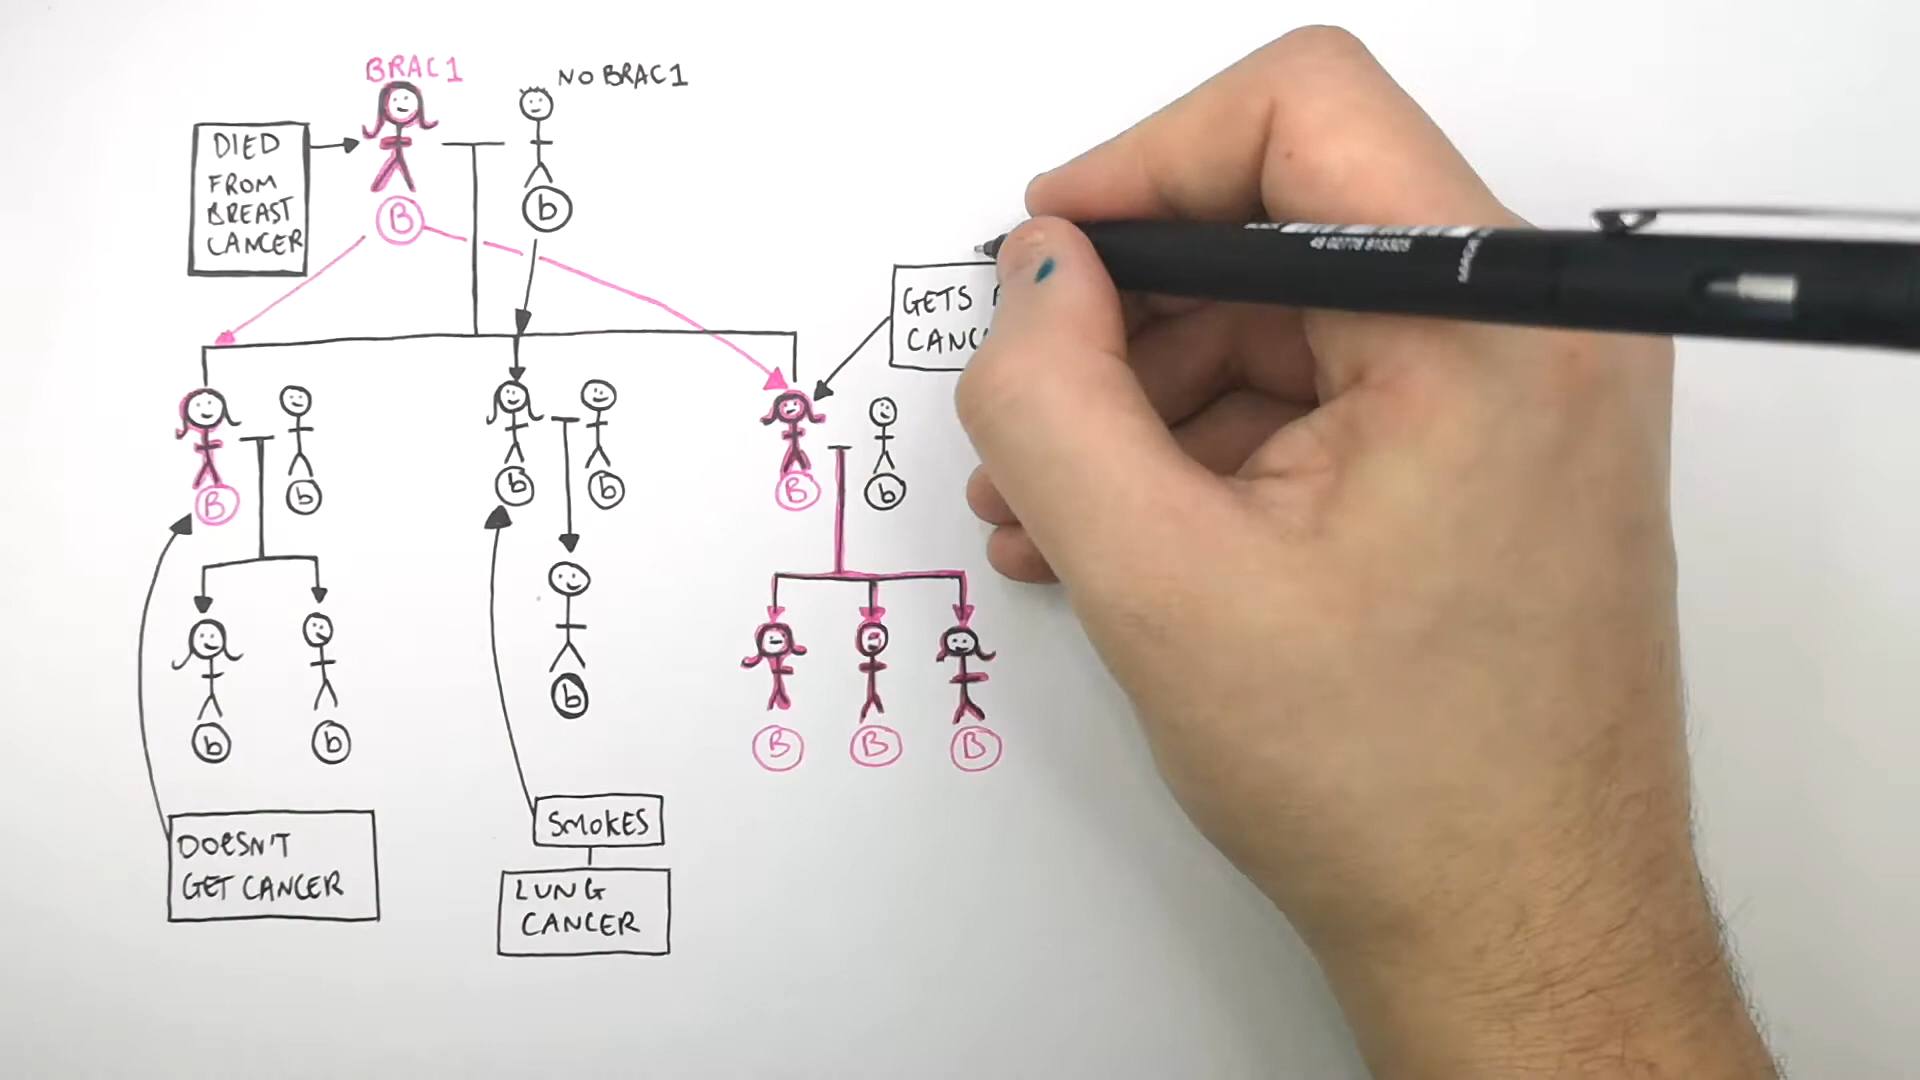 BRAC1
NO BRAC1
DIED
FROM
BREAST
CANCER
B
b
GETS
B
b
b
b
B
b
b
b
b
B
B
B
SMOKES
LUNG
CANCER
DOESN'T
GET CANCER